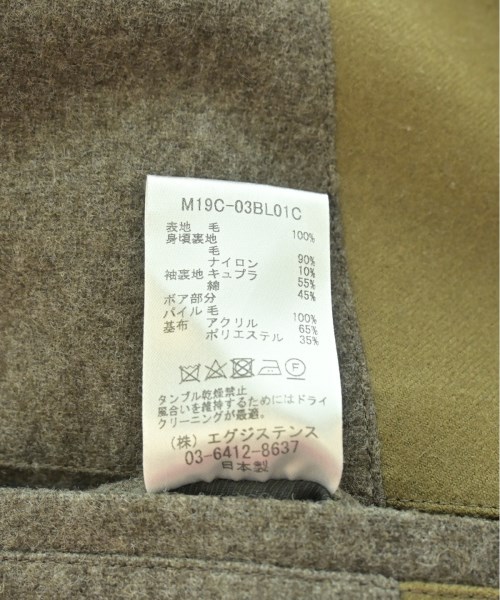 M19C-03BL01C
表地 毛 100%
身頃裏地
毛 90%
ナイロン 10%
袖裏地 キュプラ 55%
綿 45%
ボア部分
パイル 毛 100%
基布 アクリル 65%
ポリエステル 35%
F
タンブル乾燥禁止
風合いを維持するためにはドライ
クリーニングが最適。
(株) エグジステンス
03-6412-8637
日本製